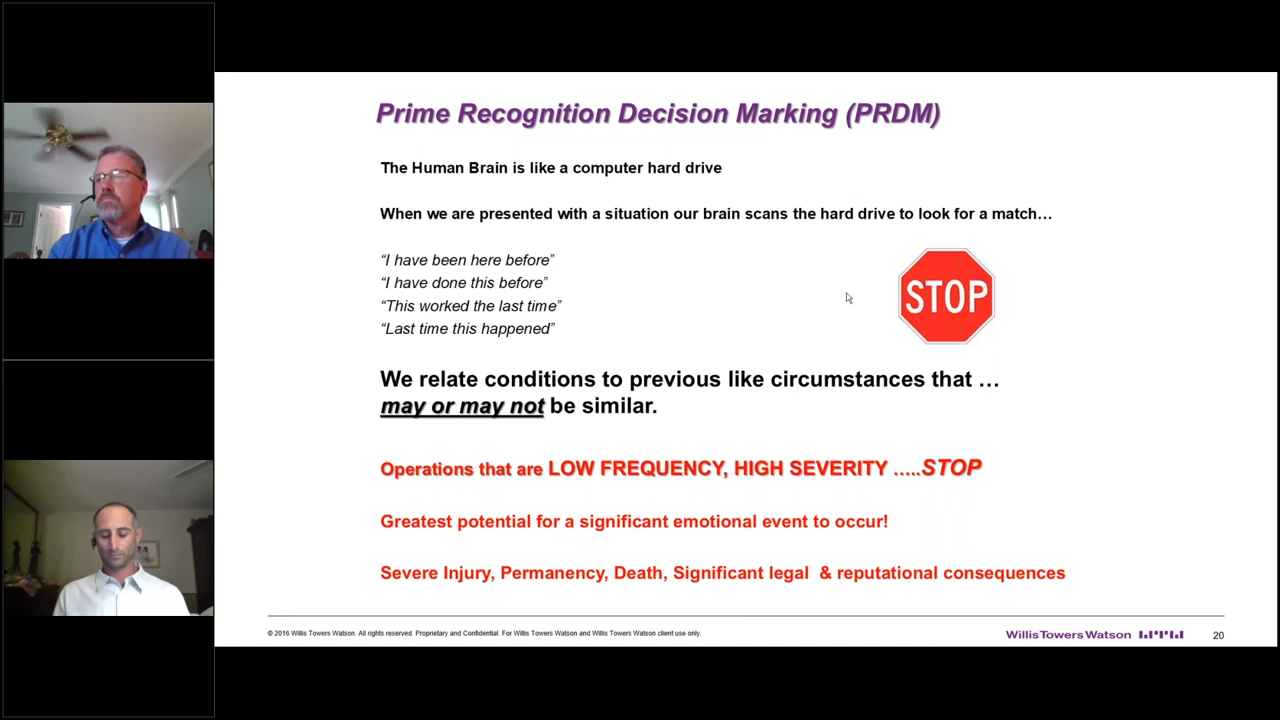 Prime Recognition Decision Marking (PRDM)
The Human Brain is like a computer hard drive
When we are presented with a situation our brain scans the hard drive to look for a match…
“I have been here before”
“I have done this before”
“This worked the last time”
“Last time this happened”
STOP
We relate conditions to previous like circumstances that …
may or may not be similar.
Operations that are LOW FREQUENCY, HIGH SEVERITY …..STOP
Greatest potential for a significant emotional event to occur!
Severe Injury, Permanency, Death, Significant legal & reputational consequences
© 2016 Willis Towers Watson. All rights reserved. Proprietary and Confidential. For Willis Towers Watson and Willis Towers Watson client use only.
Willis Towers Watson
20